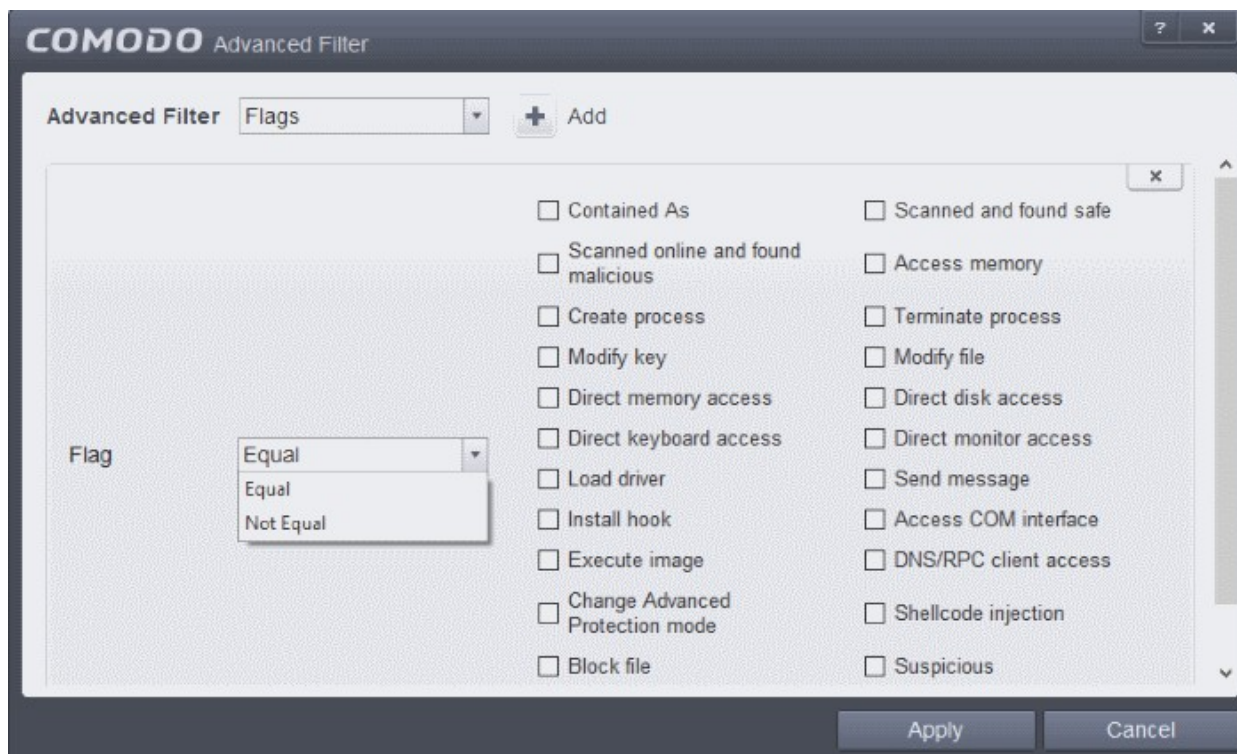 COMODO Advanced Filter ? ×
Advanced Filter Flags + Add
×
Contained As Scanned and found safe
Scanned online and found
malicious
Access memory
Create process Terminate process
Modify key Modify file
Direct memory access Direct disk access
Direct keyboard access Direct monitor access
Flag Equal
Equal
Not Equal
Load driver Send message
Install hook Access COM interface
Execute image DNS/RPC client access
Change Advanced
Protection mode
Shellcode injection
Block file Suspicious
Apply Cancel